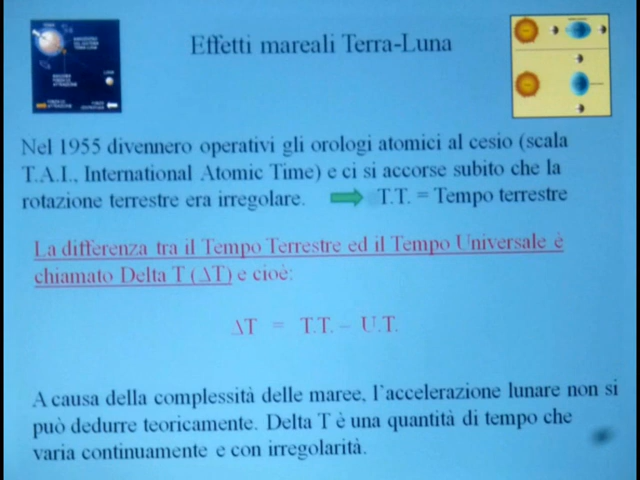 Effetti mareali Terra-Luna
Nel 1955 divennero operativi gli orologi atomici al cesio (scala
T.A.I., International Atomic Time) e ci si accorse subito che la
rotazione terrestre era irregolare. T.T. = Tempo terrestre
La differenza tra il Tempo Terrestre ed il Tempo Universale è
chiamato Delta T (ΔT) e cioè:
ΔT = T.T. – U.T.
A causa della complessità delle maree, l'accelerazione lunare non si
può dedurre teoricamente. Delta T è una quantità di tempo che
varia continuamente e con irregolarità.